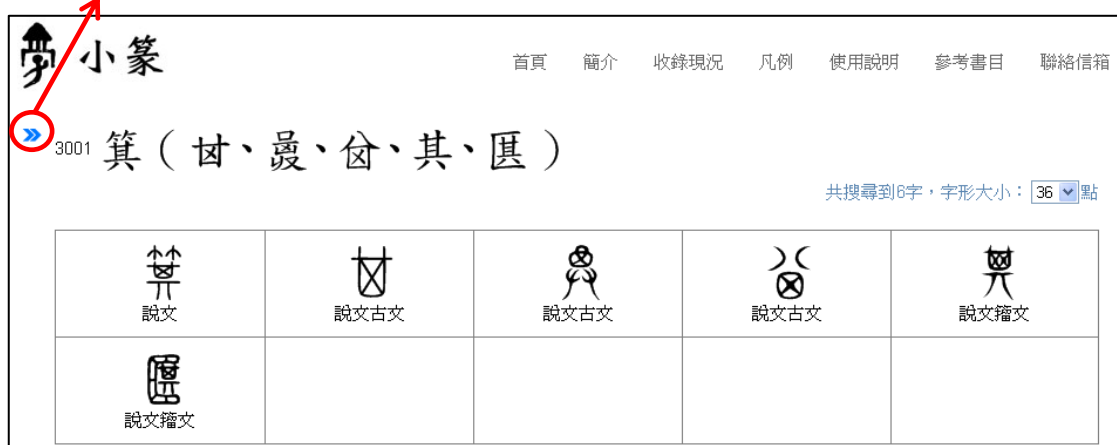 小篆
首頁 簡介 收錄現況 凡例 使用說明 參考書目 聯絡信箱
3001 箕（𠀠、𠔋、𠔛、其、匩）
共搜尋到6字，字形大小： 36 點
說文 說文古文 說文古文 說文古文 說文籀文
說文籀文